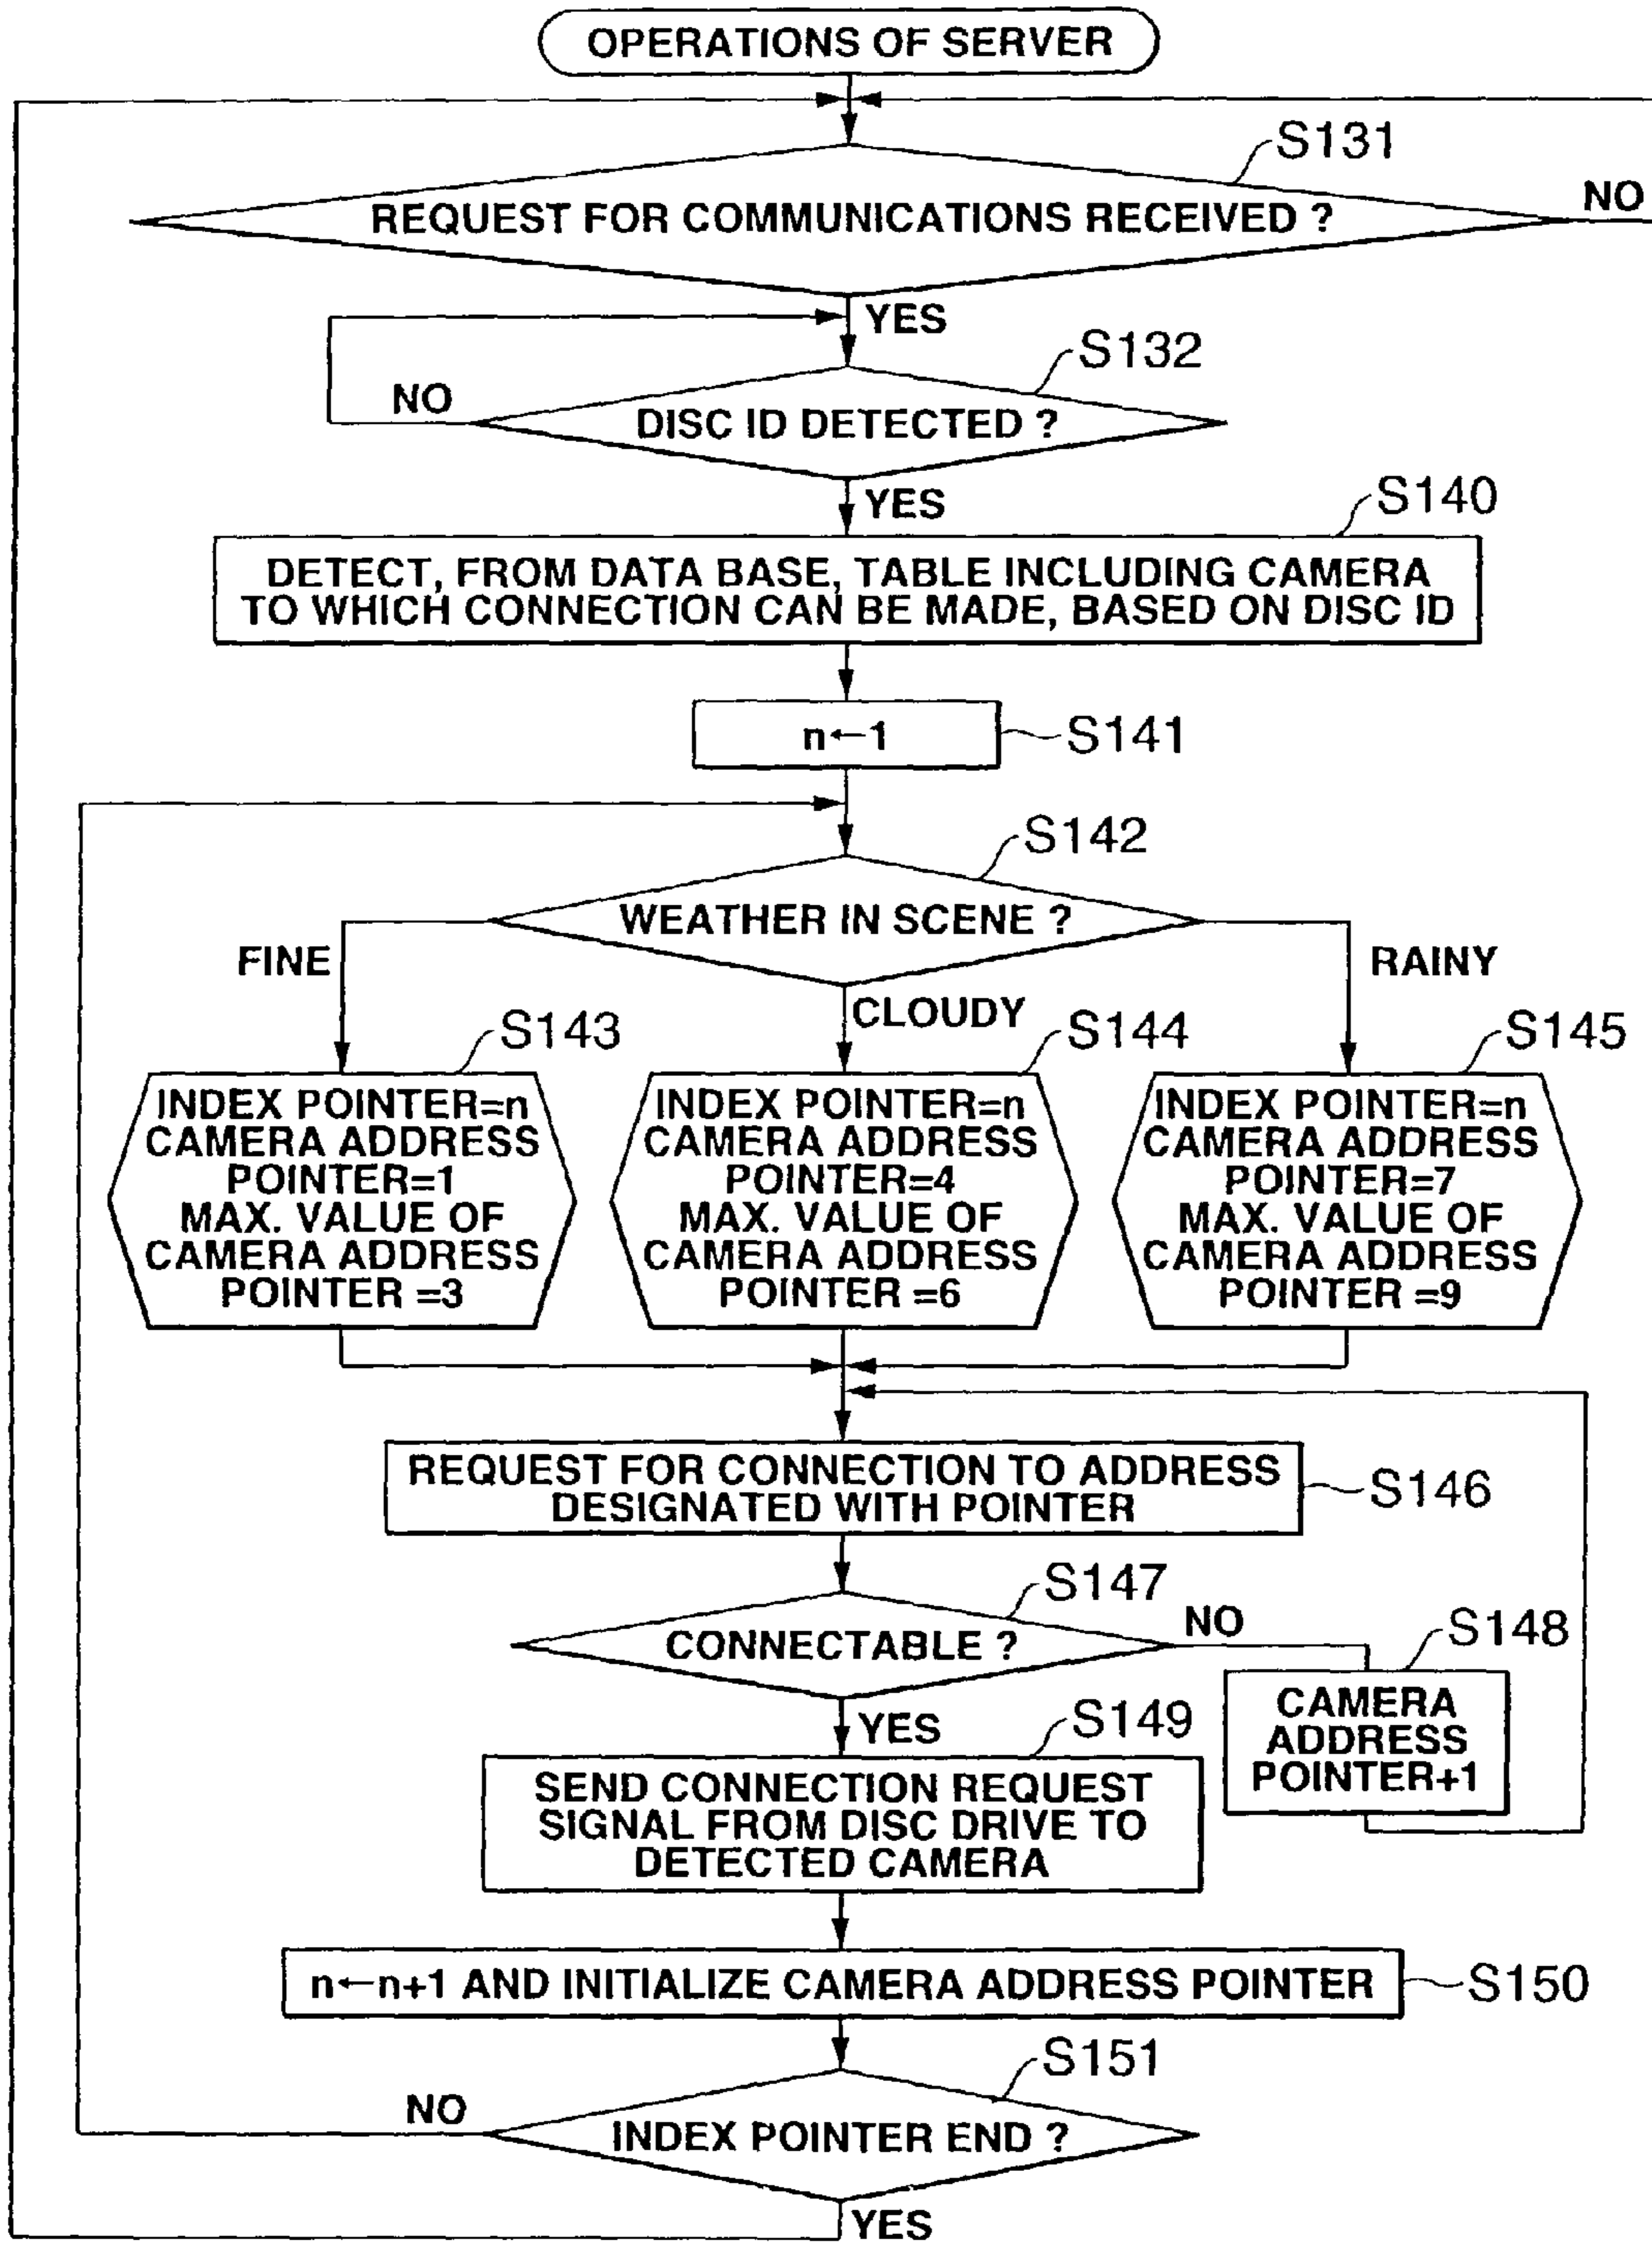 OPERATIONS OF SERVER
S131
REQUEST FOR COMMUNICATIONS RECEIVED ?
NO
YES
S132
NO
DISC ID DETECTED ?
YES
S140
DETECT, FROM DATA BASE, TABLE INCLUDING CAMERA
TO WHICH CONNECTION CAN BE MADE, BASED ON DISC ID
n←1
S141
S142
WEATHER IN SCENE ?
FINE
CLOUDY
RAINY
S143
INDEX POINTER=n
CAMERA ADDRESS
POINTER=1
MAX. VALUE OF
CAMERA ADDRESS
POINTER =3
S144
INDEX POINTER=n
CAMERA ADDRESS
POINTER=4
MAX. VALUE OF
CAMERA ADDRESS
POINTER =6
S145
INDEX POINTER=n
CAMERA ADDRESS
POINTER=7
MAX. VALUE OF
CAMERA ADDRESS
POINTER =9
REQUEST FOR CONNECTION TO ADDRESS
DESIGNATED WITH POINTER
S146
S147
CONNECTABLE ?
NO
S148
CAMERA
ADDRESS
POINTER+1
YES
S149
SEND CONNECTION REQUEST
SIGNAL FROM DISC DRIVE TO
DETECTED CAMERA
n←n+1 AND INITIALIZE CAMERA ADDRESS POINTER
S150
S151
NO
INDEX POINTER END ?
YES